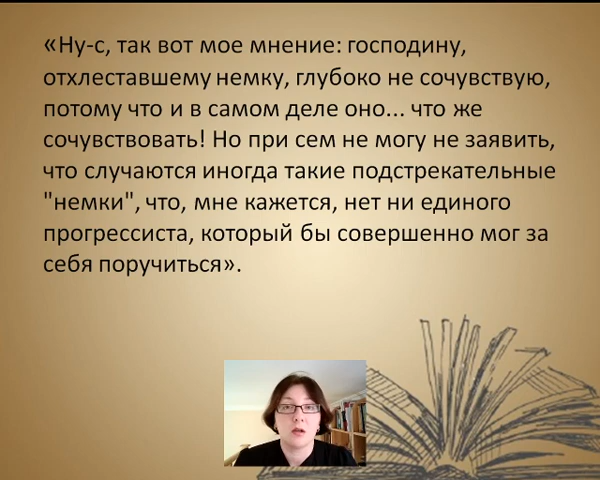 «Ну-с, так вот мое мнение: господину,
отхлеставшему немку, глубоко не сочувствую,
потому что и в самом деле оно... что же
сочувствовать! Но при сем не могу не заявить,
что случаются иногда такие подстрекательные
"немки", что, мне кажется, нет ни единого
прогрессиста, который бы совершенно мог за
себя поручиться».